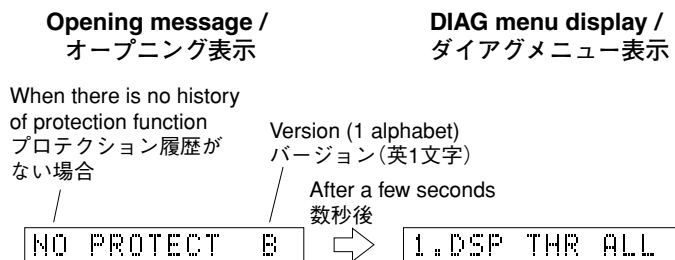 Opening message /
オープニング表示
DIAG menu display /
ダイアグメニュー表示
When there is no history
of protection function
プロテクション履歴が
ない場合
Version (1 alphabet)
バージョン（英1文字）
After a few seconds
数秒後
NO PROTECT B
1.DSP THR ALL